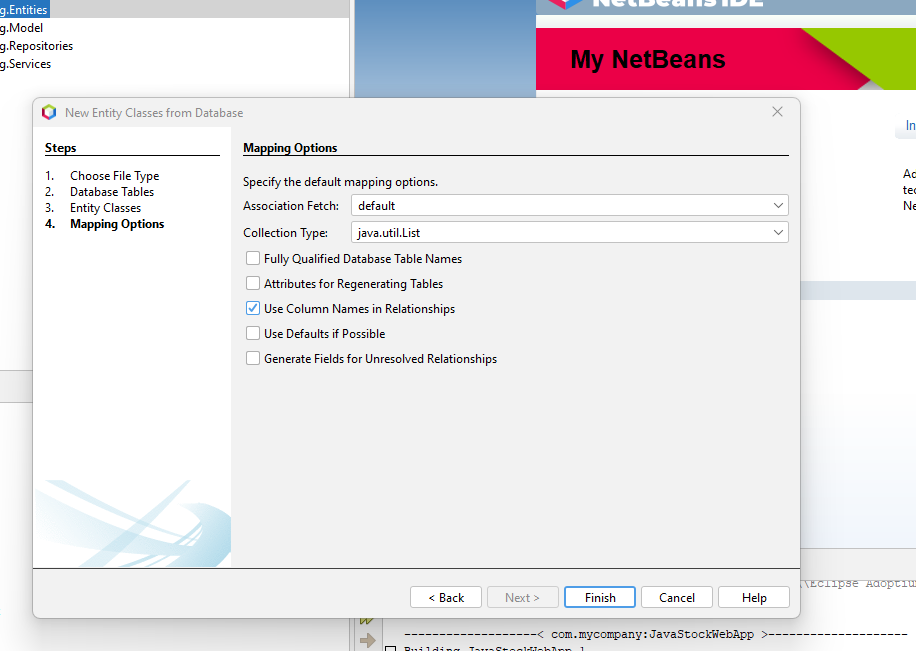 g.Entities
g.Model
g.Repositories
g.Services
NetBeans IDE
My NetBeans
New Entity Classes from Database
Steps
1. Choose File Type
2. Database Tables
3. Entity Classes
4. Mapping Options
Mapping Options
Specify the default mapping options.
Association Fetch: default
Collection Type: java.util.List
Fully Qualified Database Table Names
Attributes for Regenerating Tables
Use Column Names in Relationships
Use Defaults if Possible
Generate Fields for Unresolved Relationships
< Back
Next >
Finish
Cancel
Help
In
Ad
tec
Ne
\Eclipse Adoptiu
--------------------< com.mycompany:JavaStockWebApp >---------------------
Building JavaStockWebApp 1